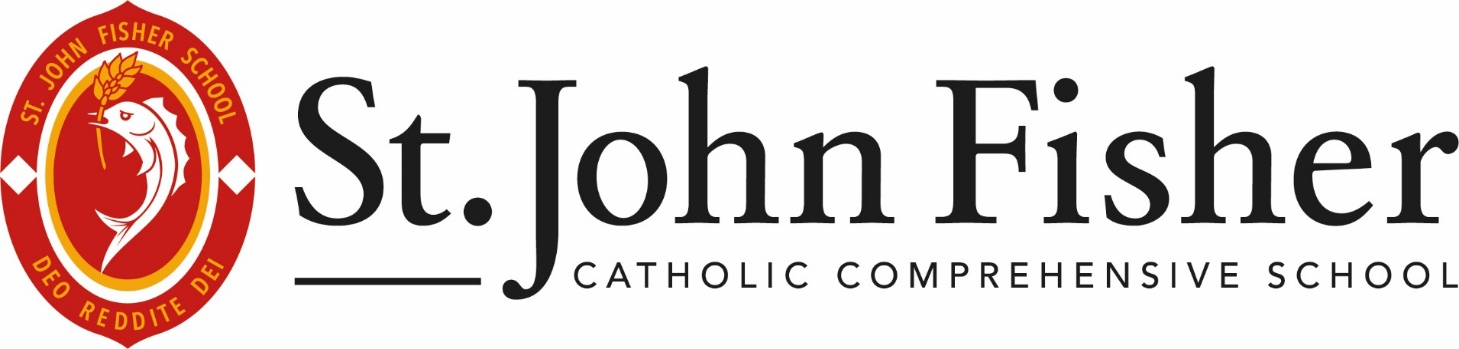 ST. JOHN FISHER SCHOOL
DEO REDDITE DEI
St. John Fisher
CATHOLIC COMPREHENSIVE SCHOOL